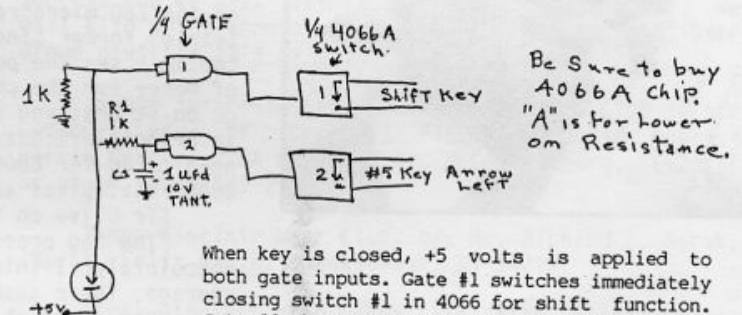 1/4 GATE
1/4 4066A
Switch.
1
1
1K
Shift Key
R1
1K
2
2
#5 Key Arrow
Left
C1
+
1 ufd
10V
TANT.
+5V
Be Sure to buy
4066A Chip.
"A" is for Lower
on Resistance.
When key is closed, +5 volts is applied to
both gate inputs. Gate #1 switches immediately
closing switch #1 in 4066 for shift function.